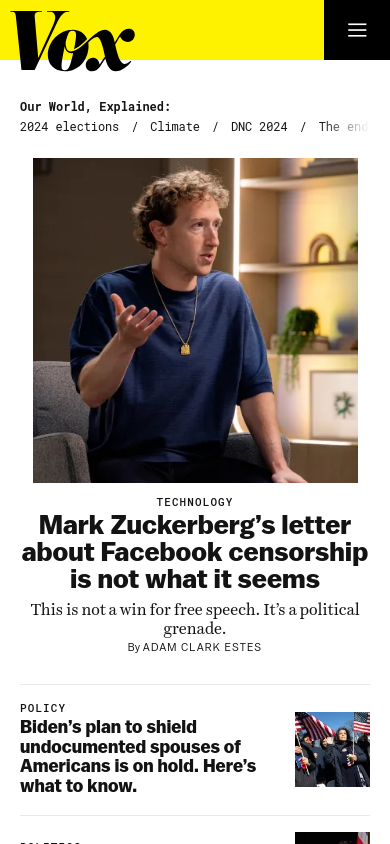 Vox
Our World, Explained:
2024 elections / Climate / DNC 2024 / The end
TECHNOLOGY
Mark Zuckerberg’s letter
about Facebook censorship
is not what it seems
This is not a win for free speech. It’s a political
grenade.
By ADAM CLARK ESTES
POLICY
Biden’s plan to shield
undocumented spouses of
Americans is on hold. Here’s
what to know.